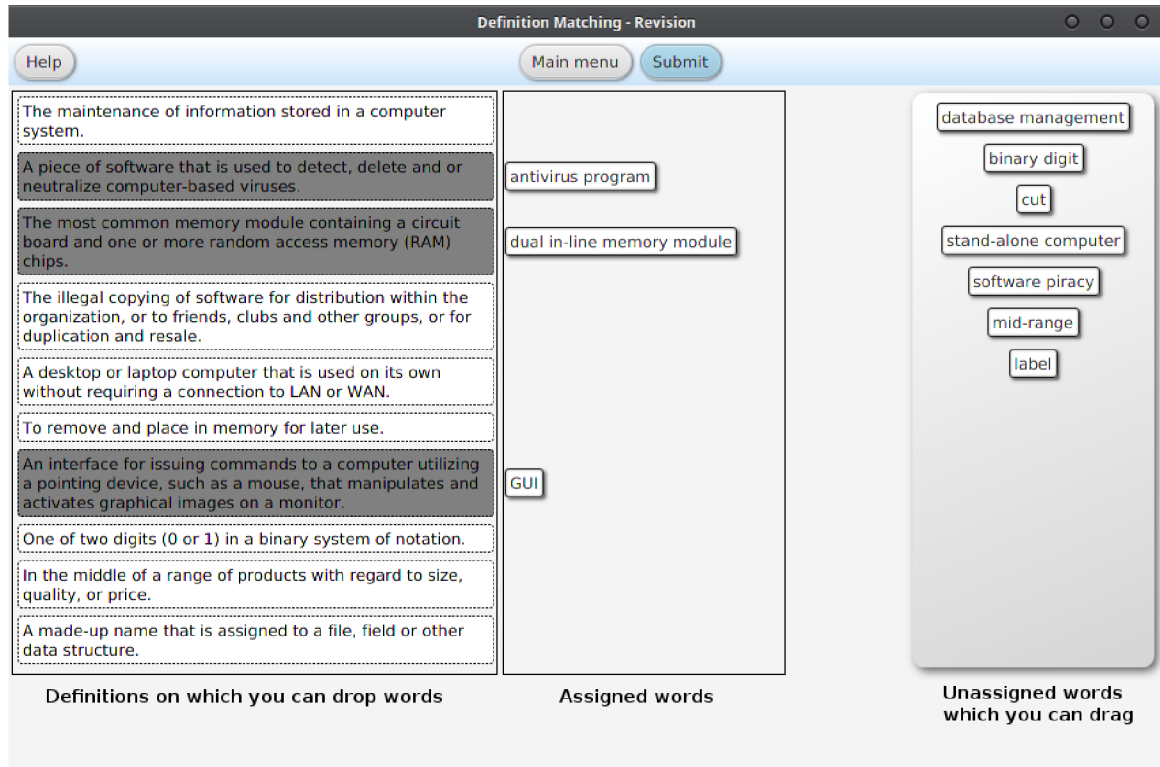 Definition Matching - Revision
Help
Main menu
Submit
The maintenance of information stored in a computer
system.
A piece of software that is used to detect, delete and or
neutralize computer-based viruses.
The most common memory module containing a circuit
board and one or more random access memory (RAM)
chips.
The illegal copying of software for distribution within the
organization, or to friends, clubs and other groups, or for
duplication and resale.
A desktop or laptop computer that is used on its own
without requiring a connection to LAN or WAN.
To remove and place in memory for later use.
An interface for issuing commands to a computer utilizing
a pointing device, such as a mouse, that manipulates and
activates graphical images on a monitor.
One of two digits (0 or 1) in a binary system of notation.
In the middle of a range of products with regard to size,
quality, or price.
A made-up name that is assigned to a file, field or other
data structure.
Definitions on which you can drop words
antivirus program
dual in-line memory module
GUI
Assigned words
database management
binary digit
cut
stand-alone computer
software piracy
mid-range
label
Unassigned words
which you can drag